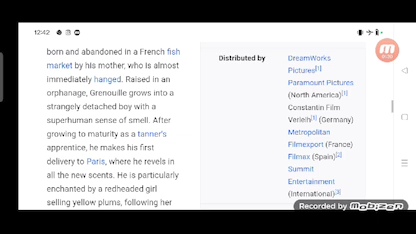 12:42
born and abandoned in a French fish
market by his mother, who is almost
immediately hanged. Raised in an
orphanage, Grenouille grows into a
strangely detached boy with a
superhuman sense of smell. After
growing to maturity as a tanner's
apprentice, he makes his first
delivery to Paris, where he revels in
all the new scents. He is particularly
enchanted by a redheaded girl
selling yellow plums, following her
Distributed by
DreamWorks
Pictures[1]
Paramount Pictures
(North America)[1]
Constantin Film
Verleih[1] (Germany)
Metropolitan
Filmexport (France)
Filmax (Spain)[2]
Summit
Entertainment
(International)[3]
Recorded by Mobizen